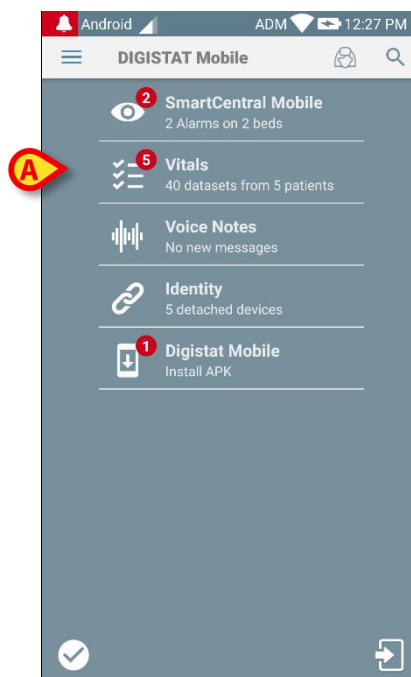 Android ADM 12:27 PM
DIGISTAT Mobile
2
SmartCentral Mobile
2 Alarms on 2 beds
A
5
Vitals
40 datasets from 5 patients
Voice Notes
No new messages
Identity
5 detached devices
1
Digistat Mobile
Install APK